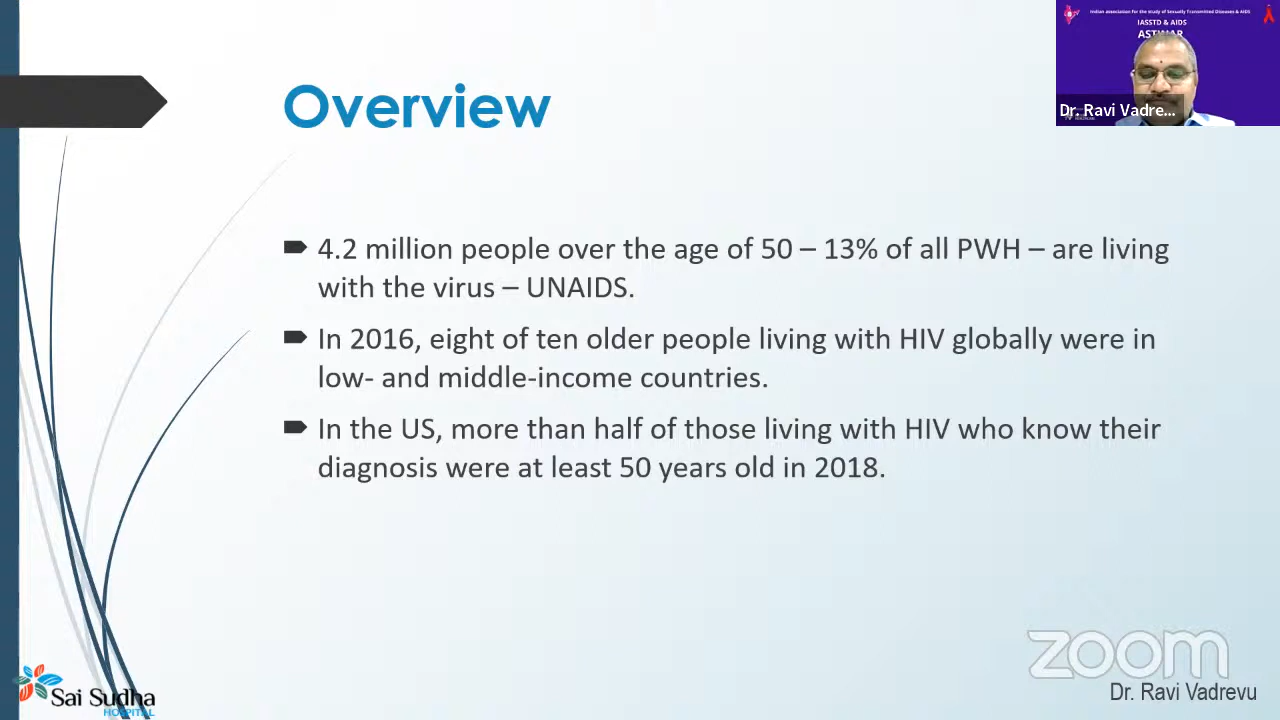 Overview
4.2 million people over the age of 50 – 13% of all PWH – are living
with the virus – UNAIDS.
In 2016, eight of ten older people living with HIV globally were in
low- and middle-income countries.
In the US, more than half of those living with HIV who know their
diagnosis were at least 50 years old in 2018.
Indian association for the study of Sexually Transmitted Diseases & AIDS
IASSTD & AIDS
Dr. Ravi Vadre...
zoom
Dr. Ravi Vadrevu
Sai Sudha
HOSPITAL